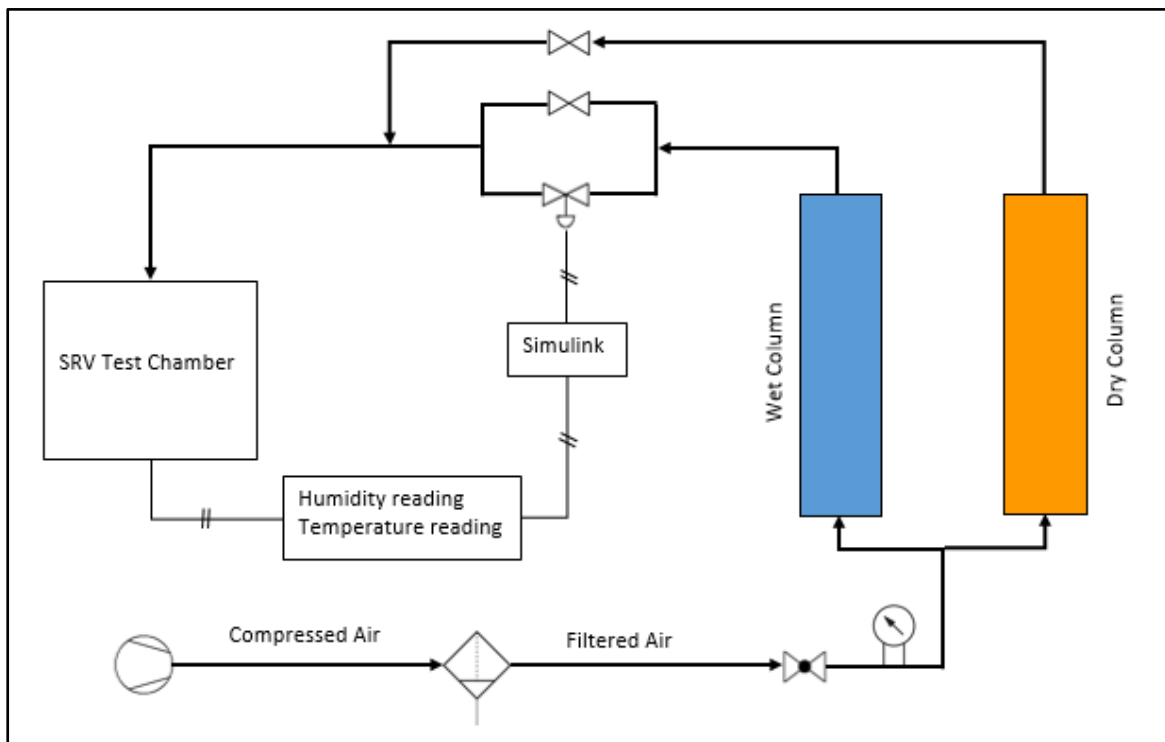 SRV Test Chamber
Simulink
Humidity reading
Temperature reading
Wet Column
Dry Column
Compressed Air
Filtered Air